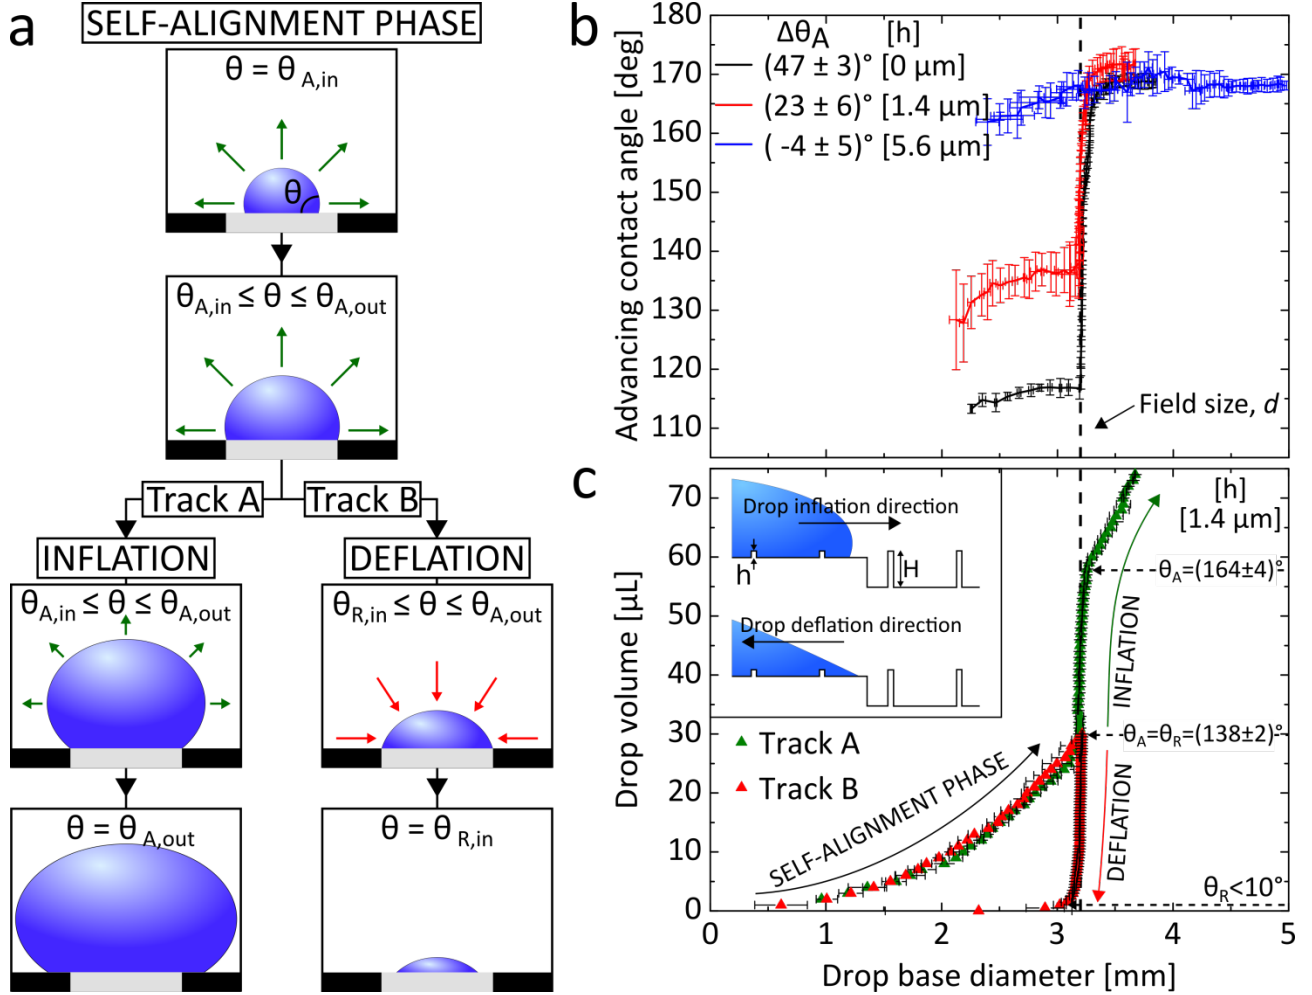 a
SELF-ALIGNMENT PHASE
θ = θA,in
θ
θA,in ≤ θ ≤ θA,out
Track A
Track B
INFLATION
DEFLATION
θA,in ≤ θ ≤ θA,out
θR,in ≤ θ ≤ θA,out
θ = θA,out
θ = θR,in
b
ΔθA [h]
(47 ± 3)° [0 µm]
(23 ± 6)° [1.4 µm]
( -4 ± 5)° [5.6 µm]
Advancing contact angle [deg]
180
170
160
150
140
130
120
110
Field size, d
c
Drop volume [µL]
70
60
50
40
30
20
10
0
Drop inflation direction
h
H
Drop deflation direction
Track A
Track B
SELF-ALIGNMENT PHASE
[h]
[1.4 µm]
θA=(164±4)°
INFLATION
θA=θR=(138±2)°
DEFLATION
θR<10°
0 1 2 3 4 5
Drop base diameter [mm]